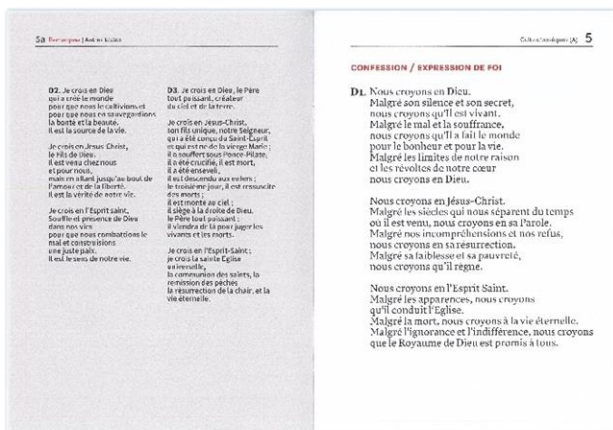 5a Remarques | Autres textes
D2. Je crois en Dieu
qui a créé le monde
pour que nous le cultivions et
pour que nous en sauvegardions
la bonté et la beauté.
Il est la source de la vie.
Je crois en Jésus-Christ,
le Fils de Dieu.
Il est venu chez nous
et pour nous,
mais en allant jusqu'au bout de
l'amour et de la liberté.
Il est la vérité de notre vie.
Je crois en l'Esprit saint,
Souffle et présence de Dieu
dans nos vies
pour que nous combattions le
mal et construisions
une juste paix.
Il est le sens de notre vie.
D3. Je crois en Dieu, le Père
tout puissant, créateur
du ciel et de la terre.
Je crois en Jésus-Christ,
son fils unique, notre Seigneur,
qui a été conçu du Saint-Esprit
et qui est né de la vierge Marie ;
il a souffert sous Ponce-Pilate,
il a été crucifié, il est mort,
il a été enseveli,
il est descendu aux enfers ;
le troisième jour, il est ressuscité
des morts ;
il est monté au ciel ;
il siège à la droite de Dieu,
le Père tout puissant ;
il viendra de là pour juger les
vivants et les morts.
Je crois en l'Esprit-Saint ;
je crois la sainte Eglise
universelle,
la communion des saints, la
rémission des péchés
la résurrection de la chair, et la
vie éternelle.
(A) 5
CONFESSION / EXPRESSION DE FOI
D1. Nous croyons en Dieu.
Malgré son silence et son secret,
nous croyons qu'Il est vivant.
Malgré le mal et la souffrance,
nous croyons qu'Il a fait le monde
pour le bonheur et pour la vie.
Malgré les limites de notre raison
et les révoltes de notre cœur
nous croyons en Dieu.
Nous croyons en Jésus-Christ.
Malgré les siècles qui nous séparent du temps
où il est venu, nous croyons en sa Parole.
Malgré nos incompréhensions et nos refus,
nous croyons en sa résurrection.
Malgré sa faiblesse et sa pauvreté,
nous croyons qu'il règne.
Nous croyons en l'Esprit Saint.
Malgré les apparences, nous croyons
qu'il conduit l'Eglise.
Malgré la mort, nous croyons à la vie éternelle.
Malgré l'ignorance et l'indifférence, nous croyons
que le Royaume de Dieu est promis à tous.